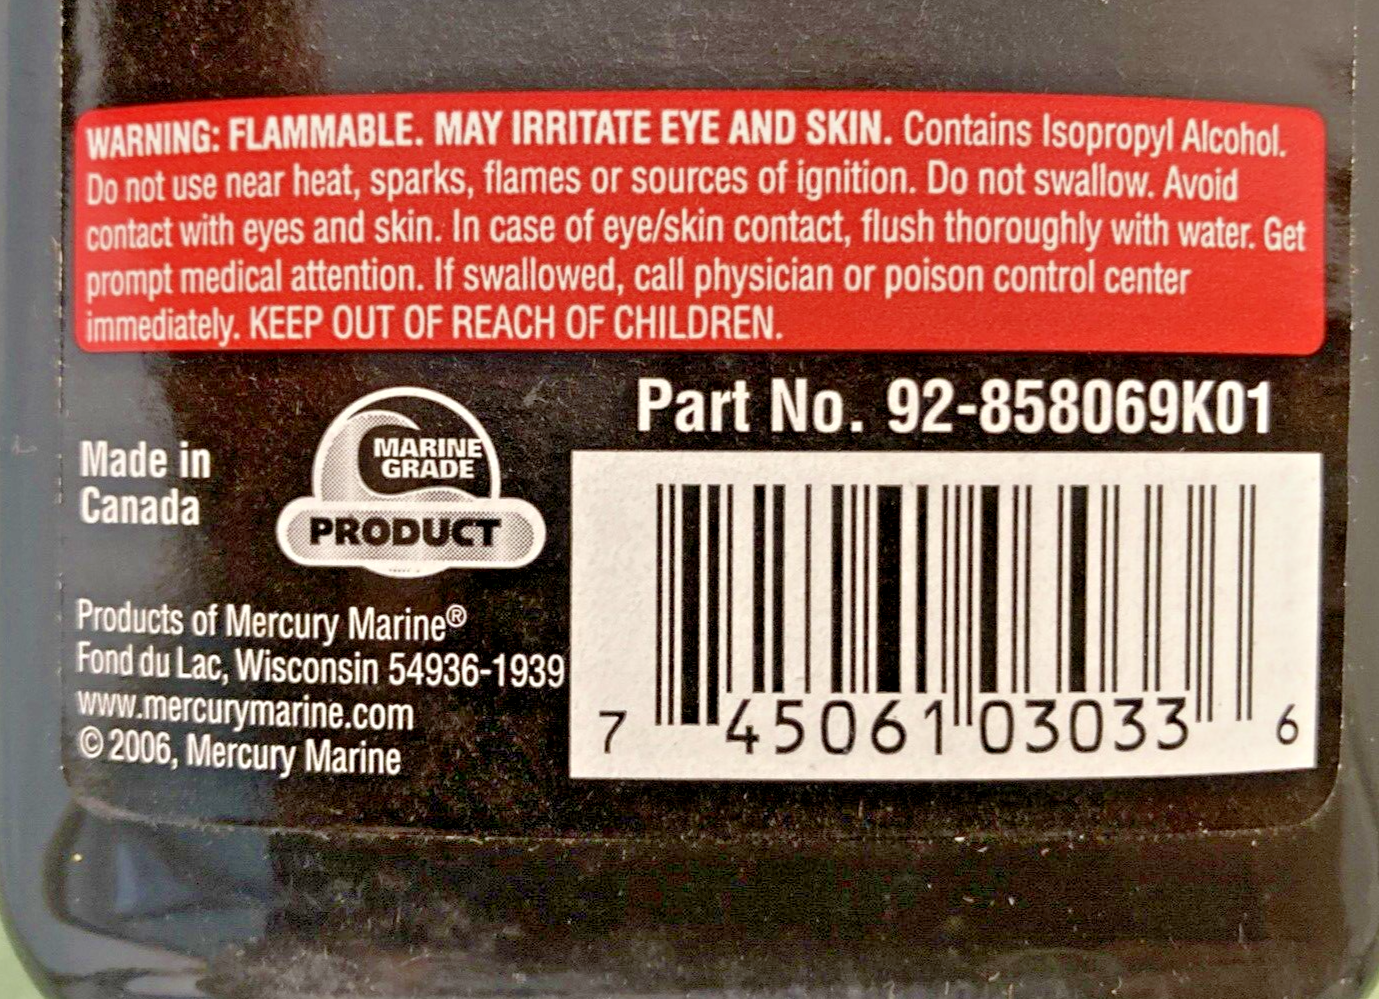 WARNING: FLAMMABLE. MAY IRRITATE EYE AND SKIN. Contains Isopropyl Alcohol.
Do not use near heat, sparks, flames or sources of ignition. Do not swallow. Avoid
contact with eyes and skin. In case of eye/skin contact, flush thoroughly with water. Get
prompt medical attention. If swallowed, call physician or poison control center
immediately. KEEP OUT OF REACH OF CHILDREN.
Part No. 92-858069K01
Made in
Canada
MARINE
GRADE
PRODUCT
Products of Mercury Marine®
Fond du Lac, Wisconsin 54936-1939
www.mercurymarine.com
© 2006, Mercury Marine
7 45061 03033 6